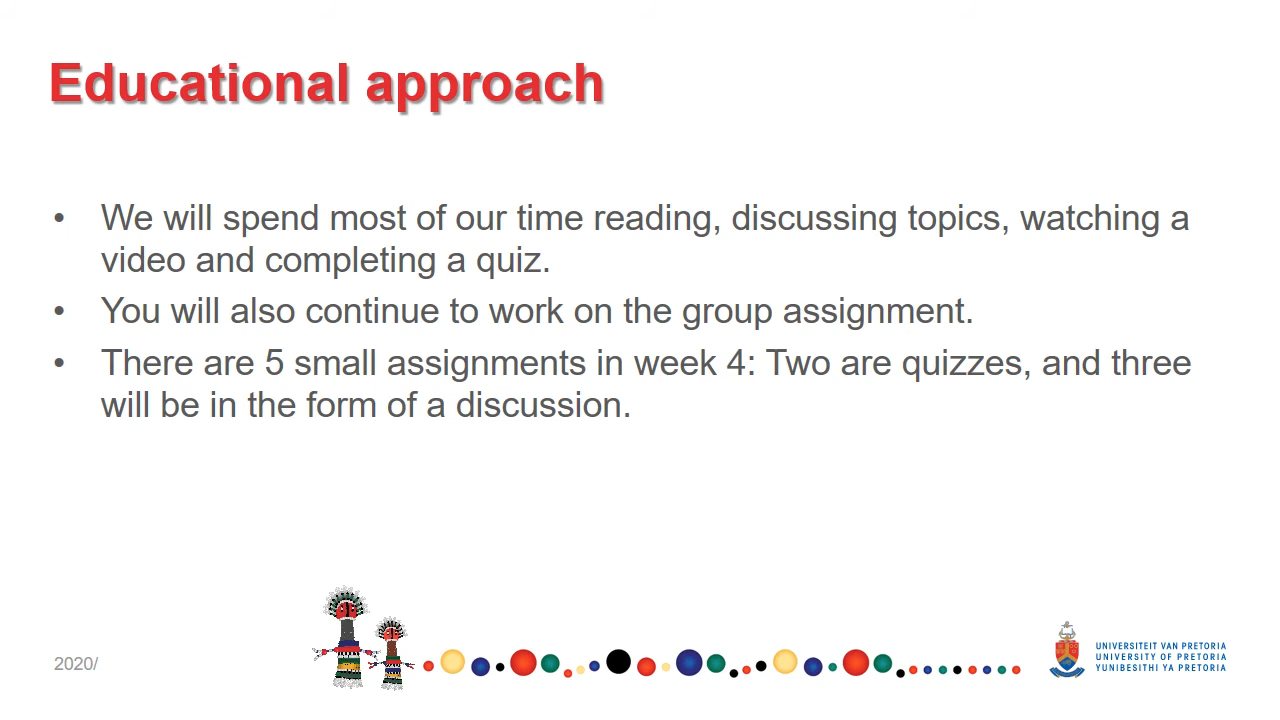 Educational approach
• We will spend most of our time reading, discussing topics, watching a
video and completing a quiz.
• You will also continue to work on the group assignment.
• There are 5 small assignments in week 4: Two are quizzes, and three
will be in the form of a discussion.
2020/
UNIVERSITEIT VAN PRETORIA
UNIVERSITY OF PRETORIA
YUNIBESITHI YA PRETORIA